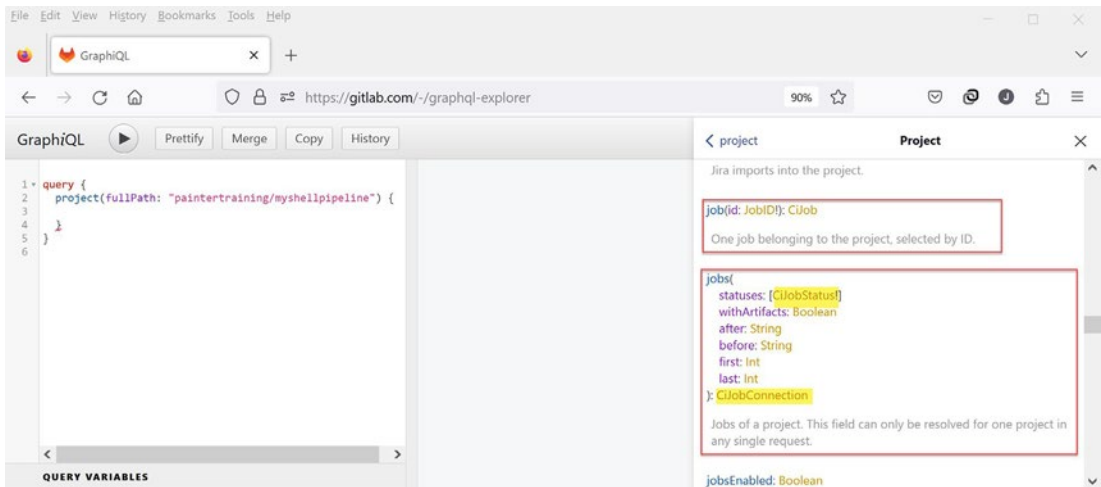 File Edit View History Bookmarks Tools Help
GraphiQL
https://gitlab.com/-/graphql-explorer
90%
J
GraphiQL Prettify Merge Copy History
1 query {
2 project(fullPath: "paintertraining/myshellpipeline") {
3
4 }
5 }
6
QUERY VARIABLES
project Project
Jira imports into the project.
job(id: JobID!): CiJob
One job belonging to the project, selected by ID.
jobs(
statuses: [CiJobStatus!]
withArtifacts: Boolean
after: String
before: String
first: Int
last: Int
): CiJobConnection
Jobs of a project. This field can only be resolved for one project in
any single request.
jobsEnabled: Boolean